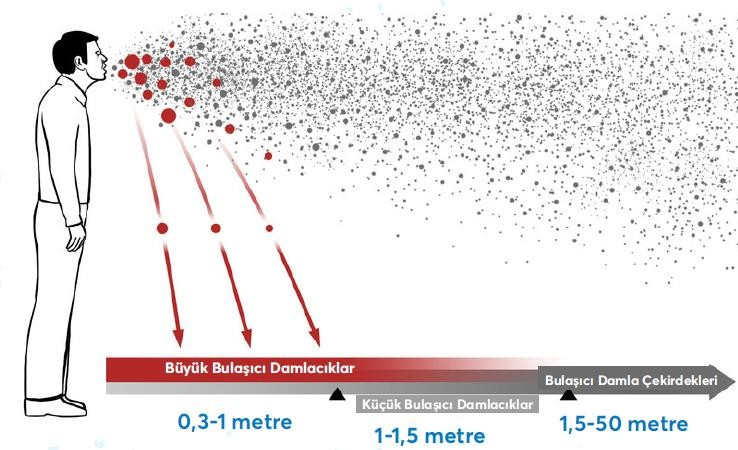 Büyük Bulaşıcı Damlacıklar
Bulaşıcı Damla Çekirdekleri
Küçük Bulaşıcı Damlacıklar
0,3-1 metre
1-1,5 metre
1,5-50 metre